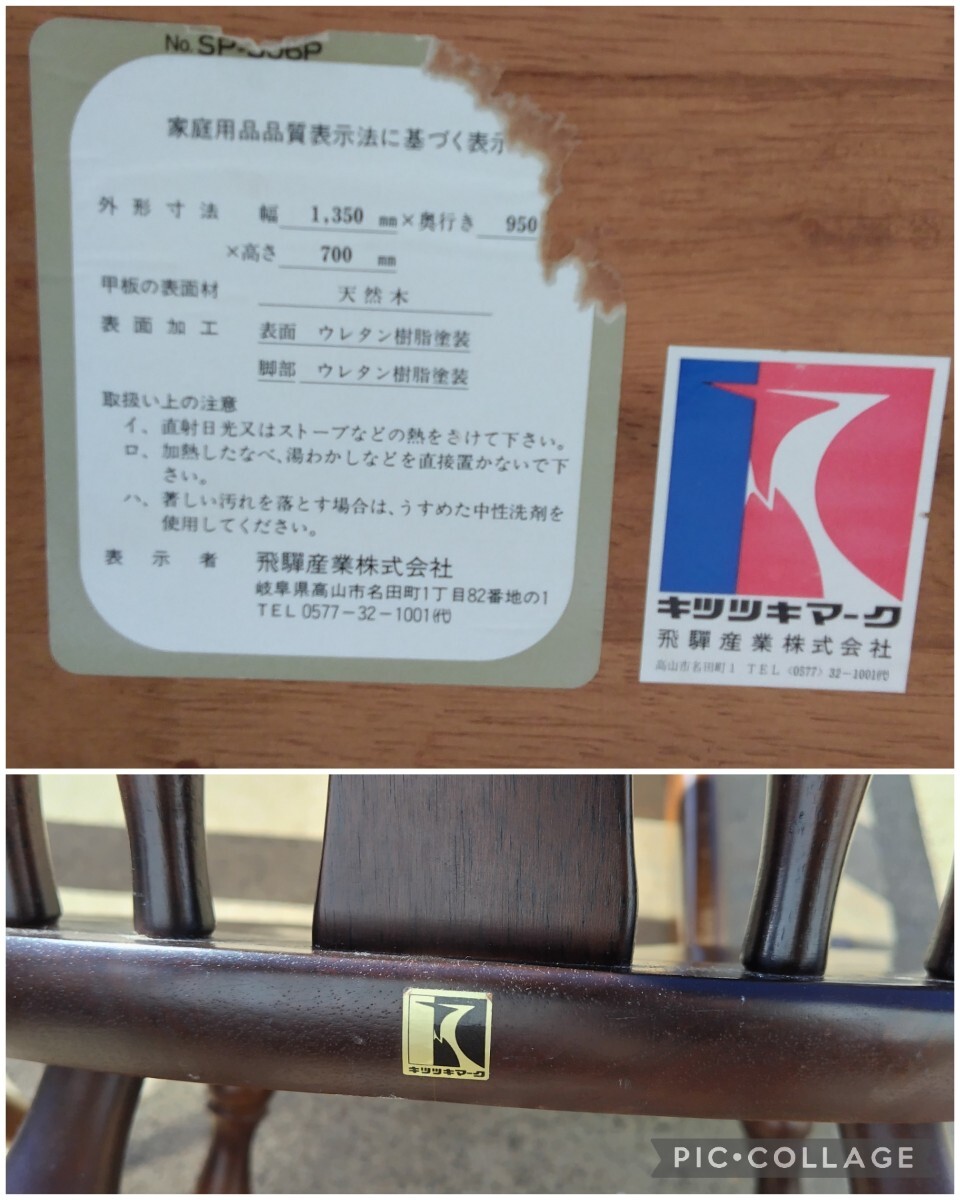 No.
家庭用品品質表示法に基づく表示
外形寸法 幅 1,350 mm×奥行き 950
×高さ 700 mm
甲板の表面材 天然木
表面加工 表面 ウレタン樹脂塗装
脚部 ウレタン樹脂塗装
取扱い上の注意
イ、直射日光又はストーブなどの熱をさけて下さい。
ロ、加熱したなべ、湯わかしなどを直接置かないで下
さい。
ハ、著しい汚れを落とす場合は、うすめた中性洗剤を
使用してください。
表示者 飛驒産業株式会社
岐阜県高山市名田町1丁目82番地の1
TEL 0577-32-1001㈹
キツツキマーク
飛驒産業株式会社
高山市名田町1 TEL〈0577〉32-1001㈹
キツツキマーク
PIC•COLLAGE